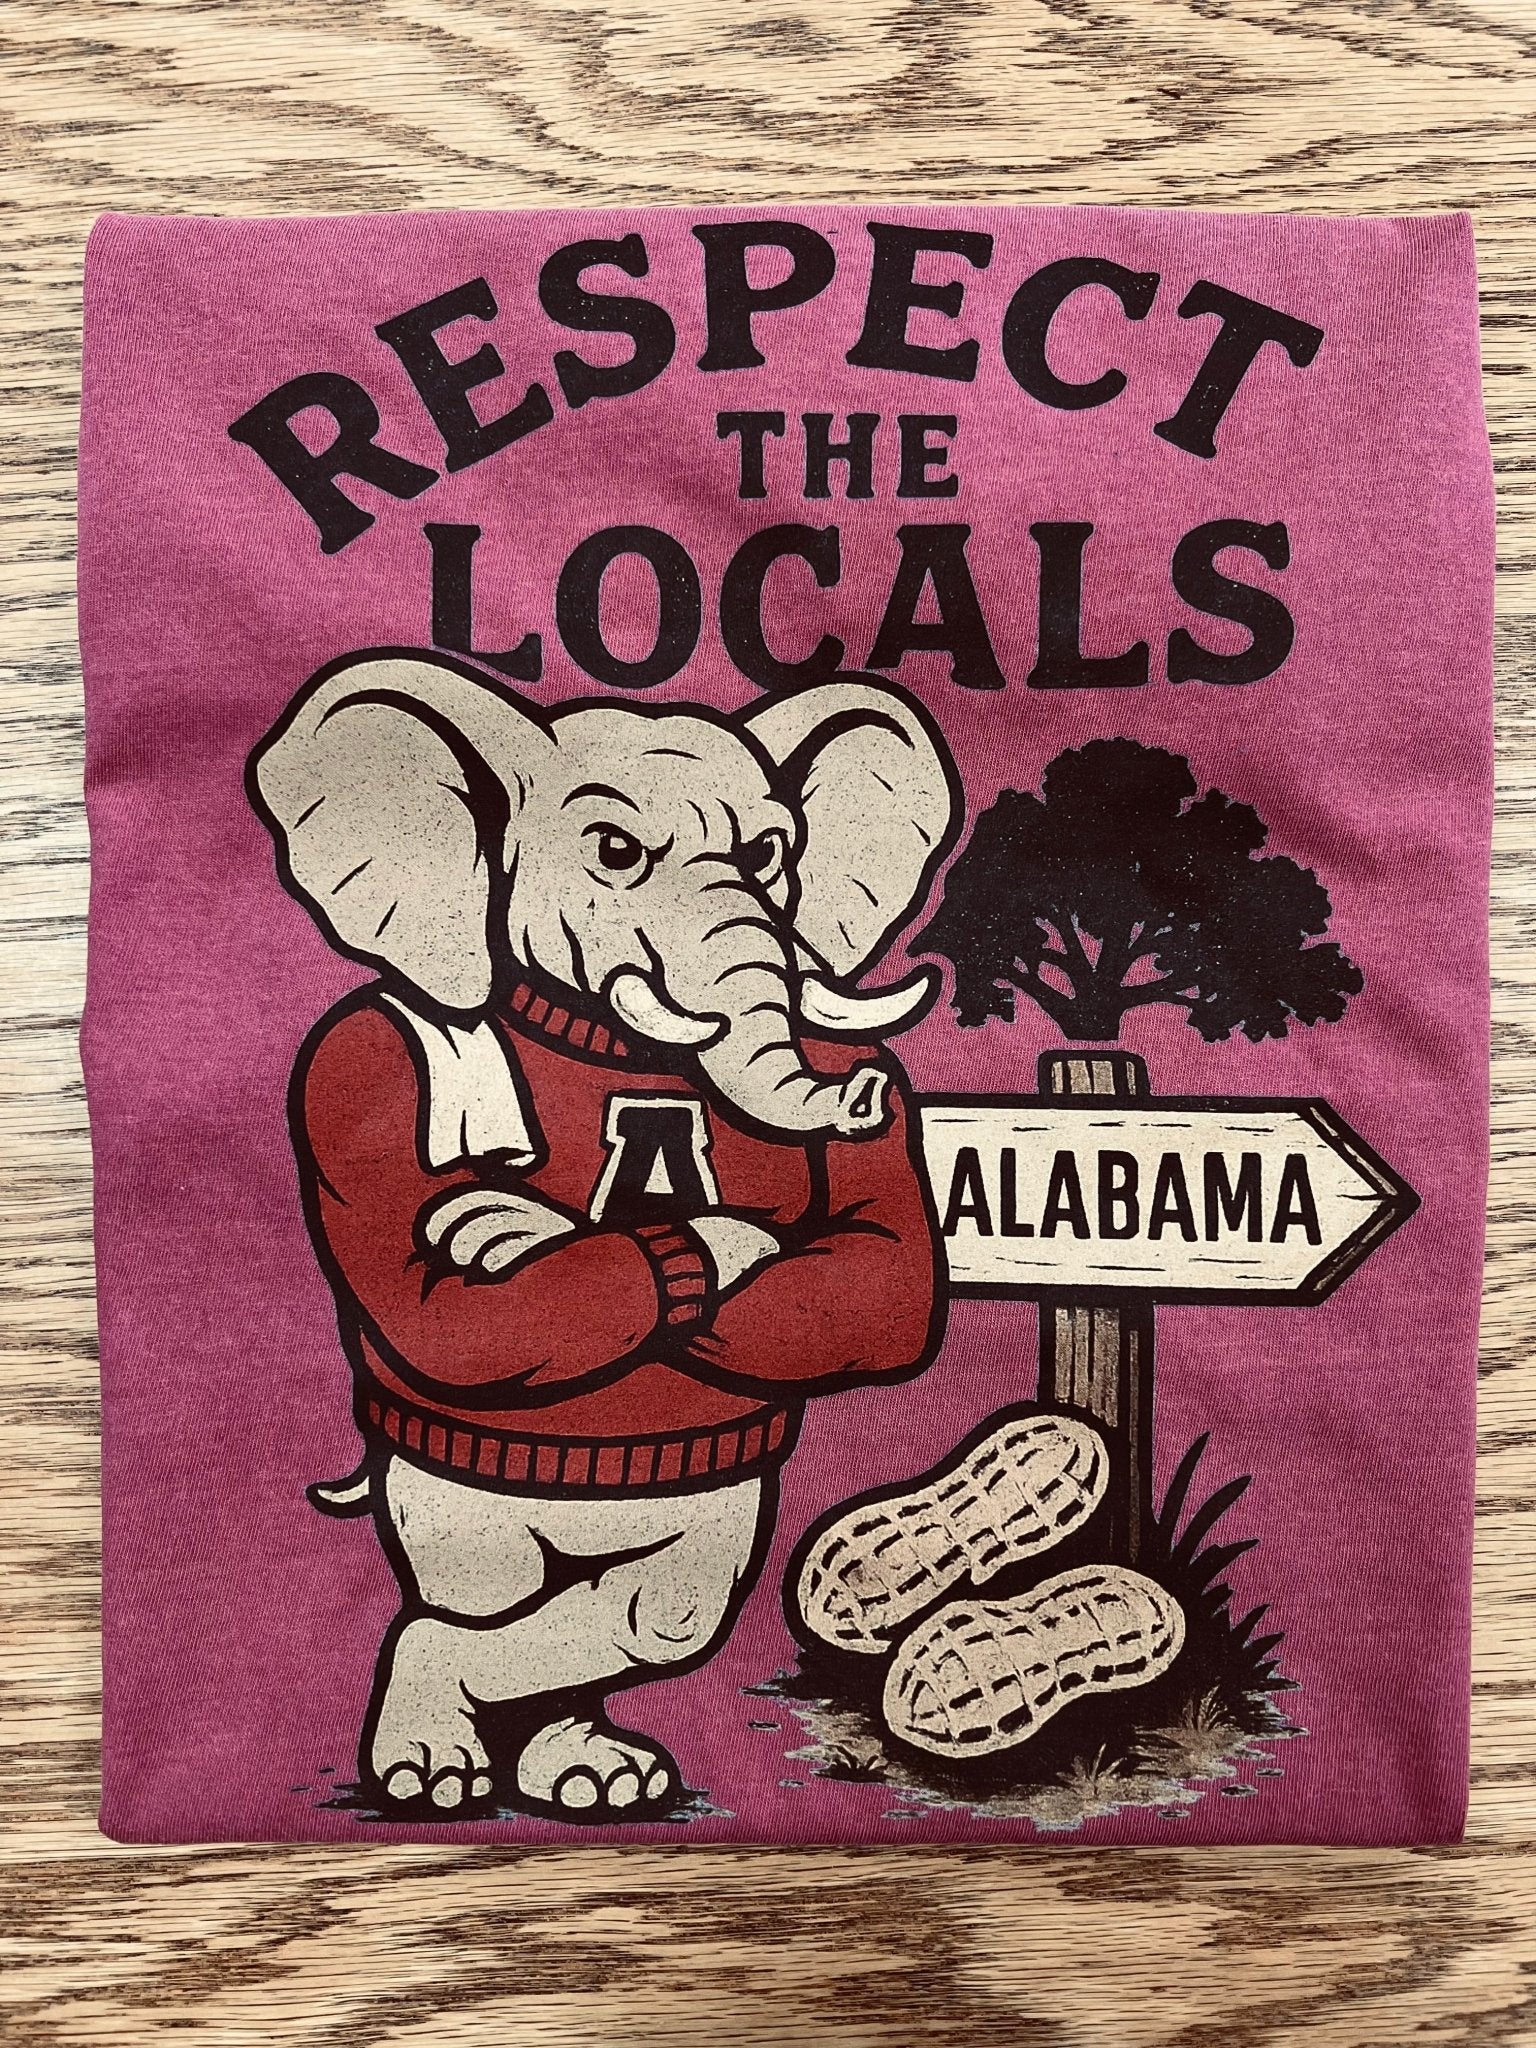 RESPECT
THE
LOCALS
A
ALABAMA